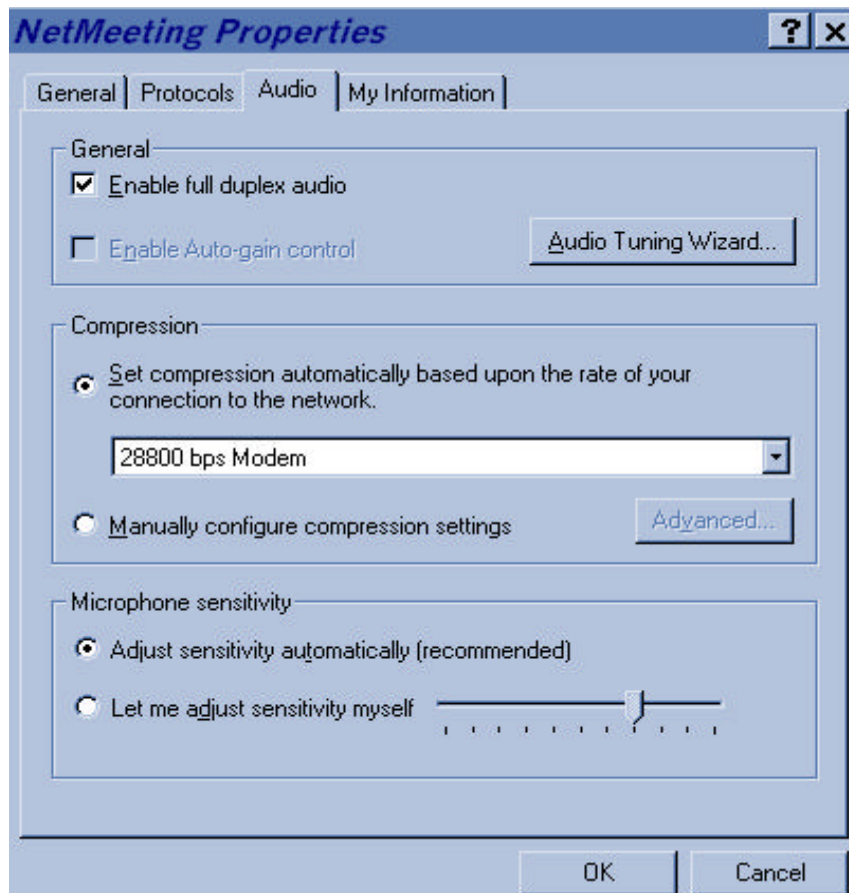 NetMeeting Properties
General Protocols Audio My Information
General
Enable full duplex audio
Enable Auto-gain control
Audio Tuning Wizard...
Compression
Set compression automatically based upon the rate of your
connection to the network.
28800 bps Modem
Manually configure compression settings
Advanced...
Microphone sensitivity
Adjust sensitivity automatically (recommended)
Let me adjust sensitivity myself
OK Cancel